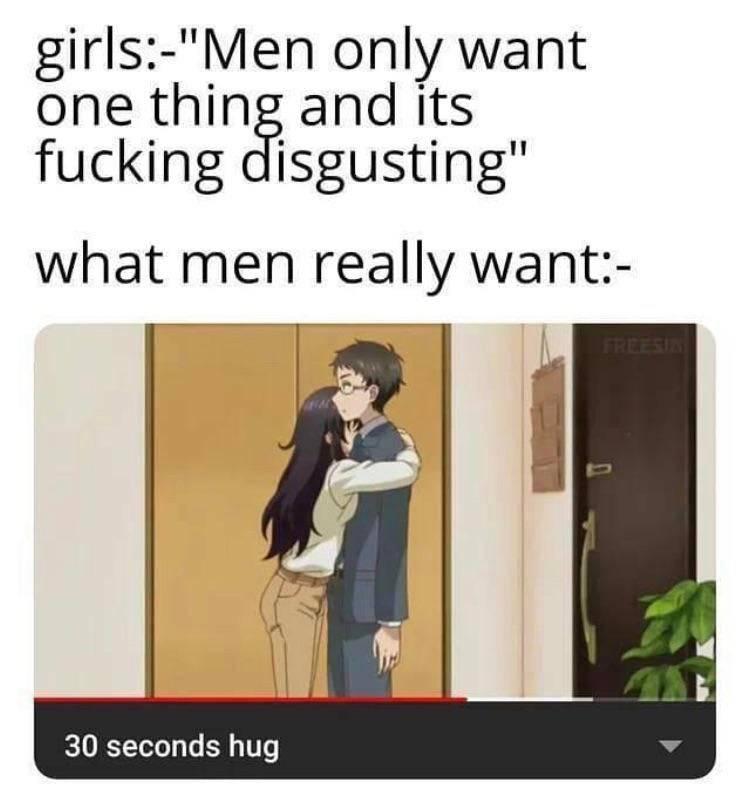 girls:-"Men only want
one thing and its
fucking disgusting"
what men really want:-
30 seconds hug